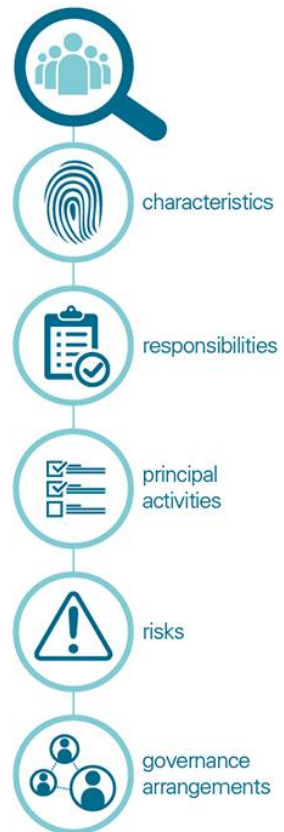 characteristics
responsibilities
principal
activities
risks
governance
arrangements